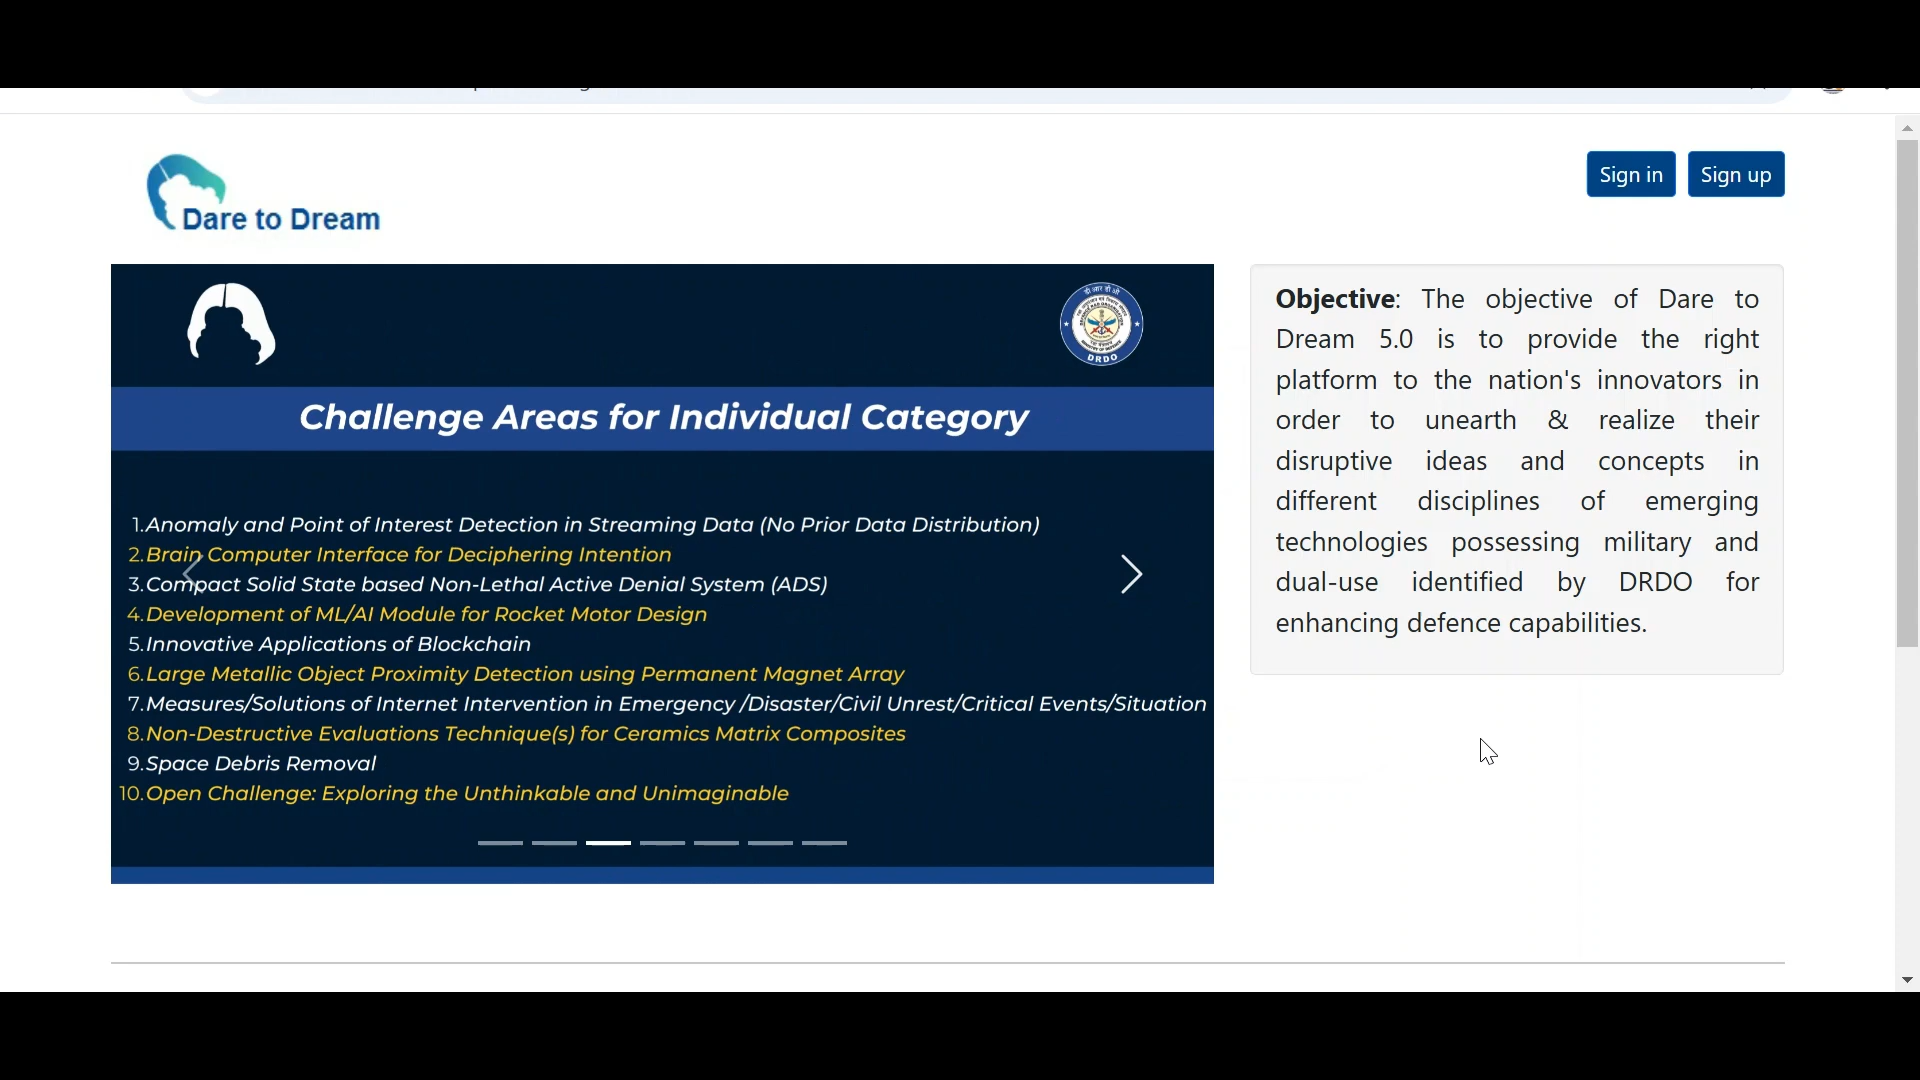 Dare to Dream
Sign in
Sign up
DRDO
Challenge Areas for Individual Category
1. Anomaly and Point of Interest Detection in Streaming Data (No Prior Data Distribution)
2. Brain Computer Interface for Deciphering Intention
3. Compact Solid State based Non-Lethal Active Denial System (ADS)
4. Development of ML/AI Module for Rocket Motor Design
5. Innovative Applications of Blockchain
6. Large Metallic Object Proximity Detection using Permanent Magnet Array
7. Measures/Solutions of Internet Intervention in Emergency /Disaster/Civil Unrest/Critical Events/Situation
8. Non-Destructive Evaluations Technique(s) for Ceramics Matrix Composites
9. Space Debris Removal
10. Open Challenge: Exploring the Unthinkable and Unimaginable
Objective: The objective of Dare to
Dream 5.0 is to provide the right
platform to the nation's innovators in
order to unearth & realize their
disruptive ideas and concepts in
different disciplines of emerging
technologies possessing military and
dual-use identified by DRDO for
enhancing defence capabilities.